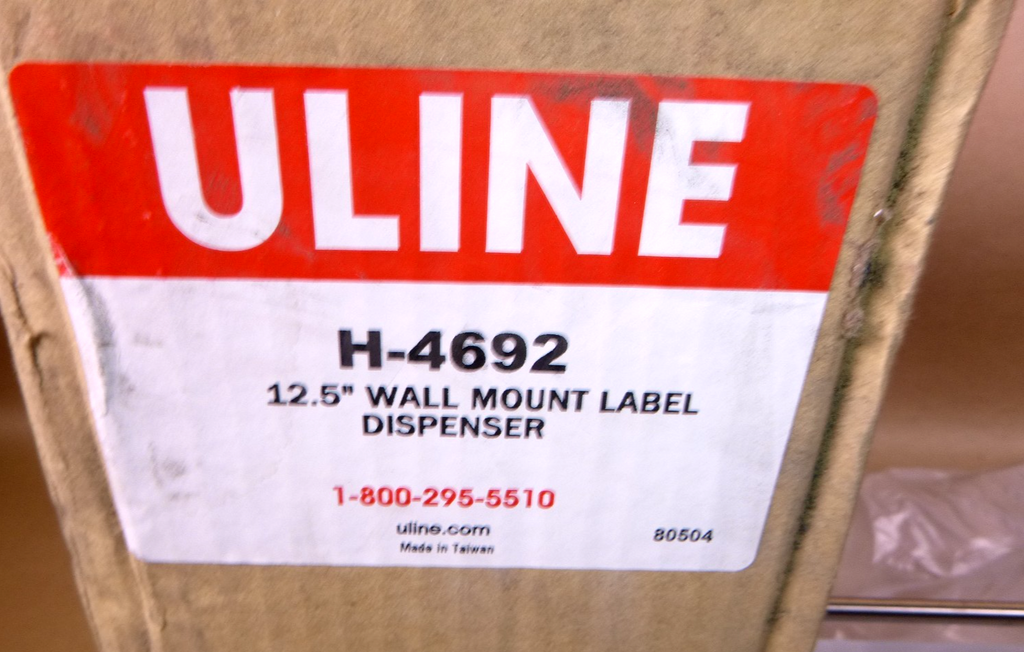 ULINE
H-4692
12.5" WALL MOUNT LABEL
DISPENSER
1-800-295-5510
uline.com
Made in Taiwan
80504